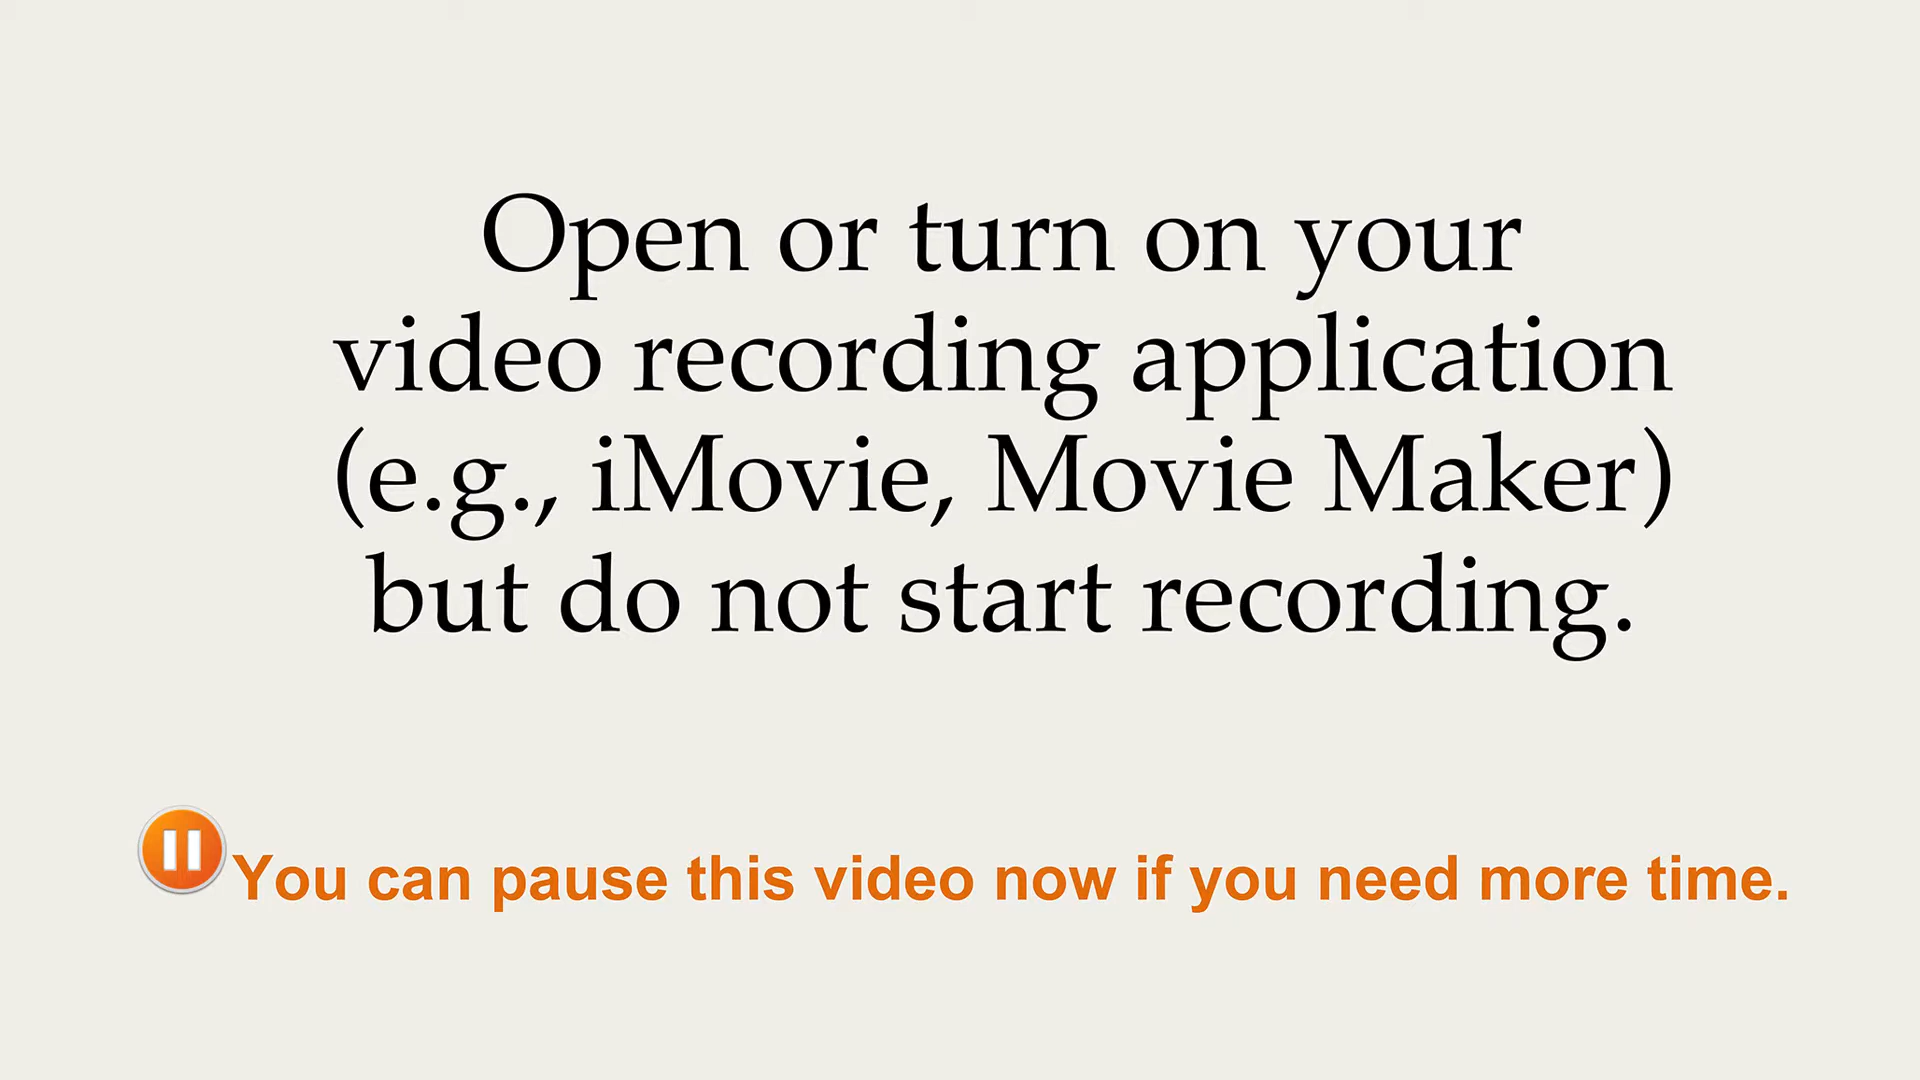 Open or turn on your
video recording application
(e.g., iMovie, Movie Maker)
but do not start recording.
You can pause this video now if you need more time.